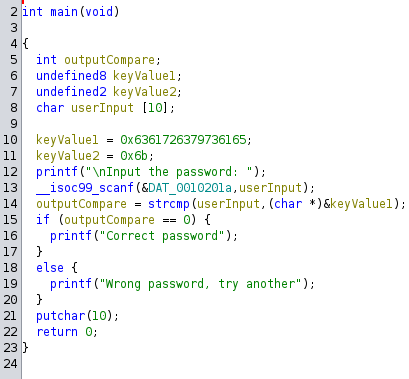 2 int main(void)
3
4 {
5 int outputCompare;
6 undefined8 keyValue1;
7 undefined2 keyValue2;
8 char userInput [10];
9
10 keyValue1 = 0x6361726379736165;
11 keyValue2 = 0x6b;
12 printf("\nInput the password: ");
13 __isoc99_scanf(&DAT_0010201a,userInput);
14 outputCompare = strcmp(userInput,(char *)&keyValue1);
15 if (outputCompare == 0) {
16 printf("Correct password");
17 }
18 else {
19 printf("Wrong password, try another");
20 }
21 putchar(10);
22 return 0;
23 }
24